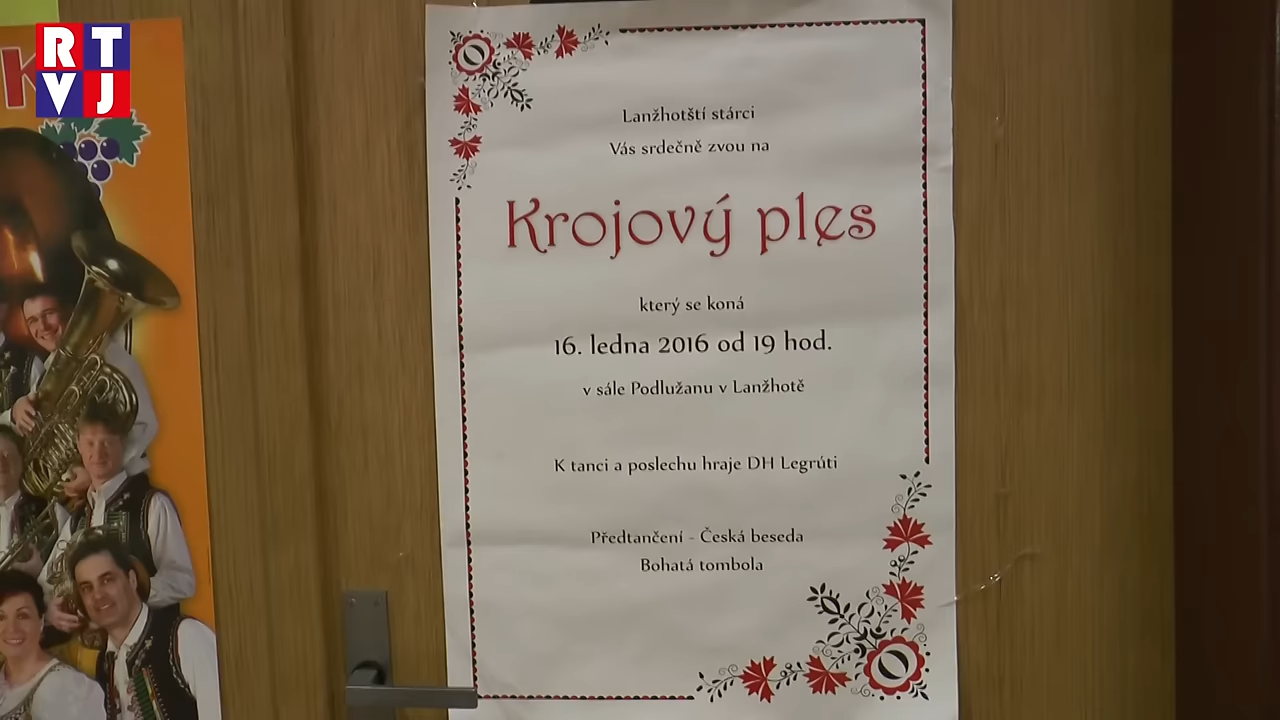 RT
VJ
K
Lanžhotští stárci
Vás srdečně zvou na
Krojový ples
který se koná
16. ledna 2016 od 19 hod.
v sále Podlužanu v Lanžhotě
K tanci a poslechu hraje DH Legrúti
Předtančení - Česká beseda
Bohatá tombola